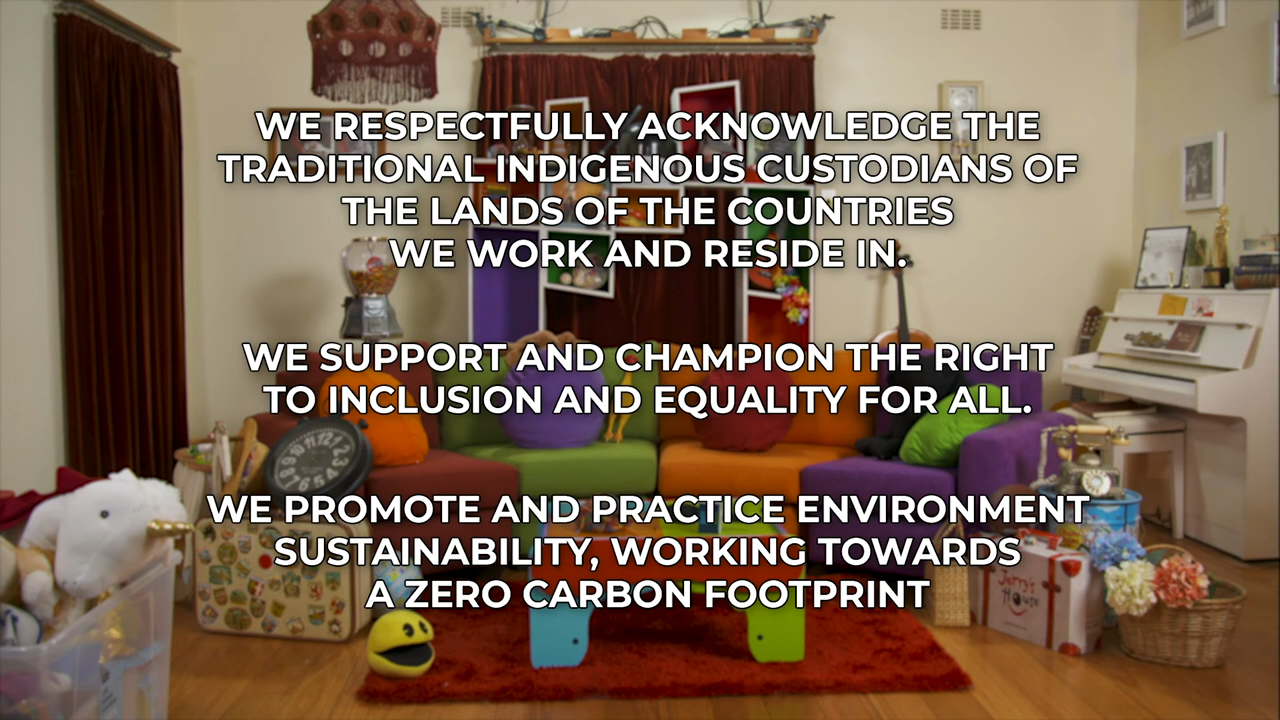 WE RESPECTFULLY ACKNOWLEDGE THE
TRADITIONAL INDIGENOUS CUSTODIANS OF
THE LANDS OF THE COUNTRIES
WE WORK AND RESIDE IN.
WE SUPPORT AND CHAMPION THE RIGHT
TO INCLUSION AND EQUALITY FOR ALL.
WE PROMOTE AND PRACTICE ENVIRONMENT
SUSTAINABILITY, WORKING TOWARDS
A ZERO CARBON FOOTPRINT
Jerry's
House